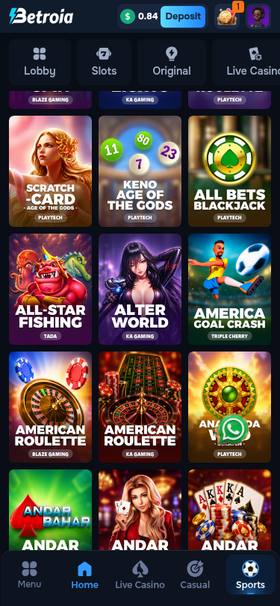 Betroia
$ 0.84 Deposit
1
Lobby
Slots
Original
Live Casino
BLAZE GAMING
KA GAMING
PLAYTECH
SCRATCH
-CARD
- AGE OF THE GODS -
PLAYTECH
11 80 7 23
KENO
AGE OF
THE GODS
PLAYTECH
ALL BETS
BLACKJACK
PLAYTECH
ALL-STAR
FISHING
TADA
ALTER
WORLD
KA GAMING
AMERICA
GOAL CRASH
TRIPLE CHERRY
AMERICAN
ROULETTE
BLAZE GAMING
AMERICAN
ROULETTE
KA GAMING
PLAYTECH
ANDAR
BAHAR
ANDAR
ANDAR
ANDAR
Menu
Home
Live Casino
Casual
Sports